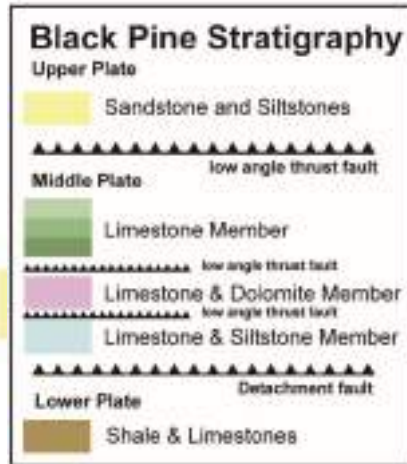 Black Pine Stratigraphy
Upper Plate
Sandstone and Siltstones
low angle thrust fault
Middle Plate
Limestone Member
low angle thrust fault
Limestone & Dolomite Member
low angle thrust fault
Limestone & Siltstone Member
Detachment fault
Lower Plate
Shale & Limestones